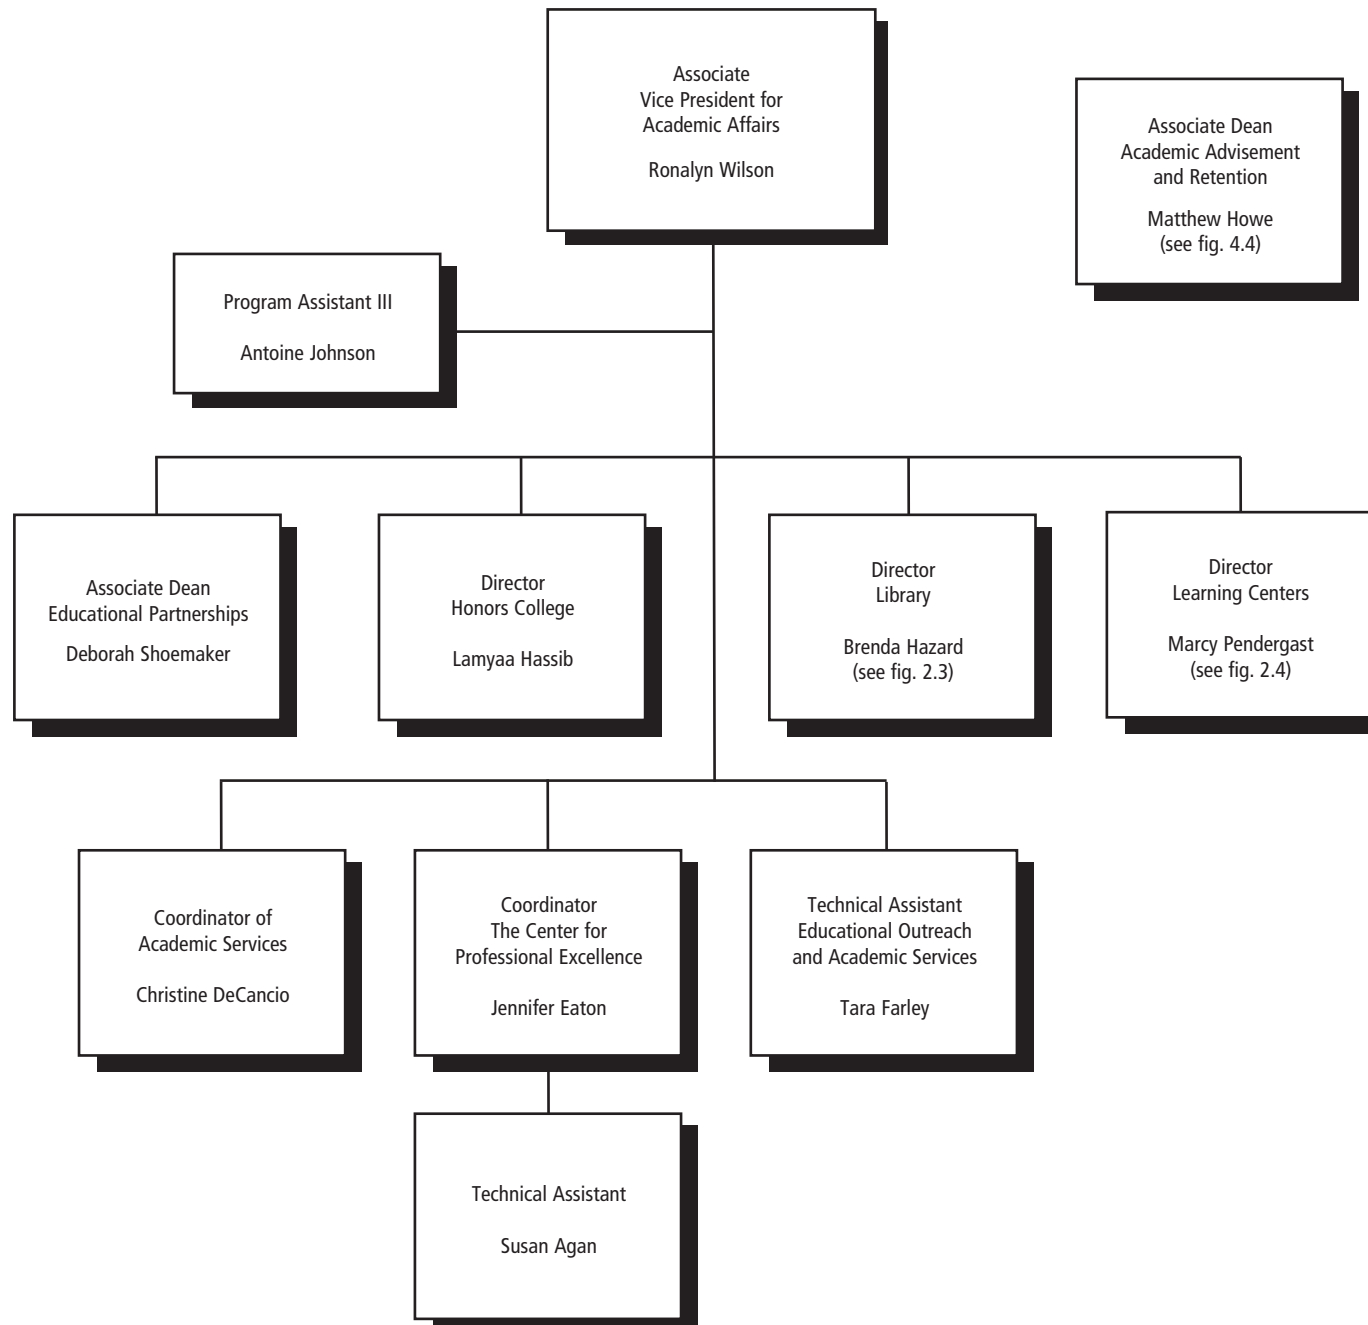 Associate
Vice President for
Academic Affairs
Ronalyn Wilson
Associate Dean
Academic Advisement
and Retention
Matthew Howe
(see fig. 4.4)
Program Assistant III
Antoine Johnson
Associate Dean
Educational Partnerships
Deborah Shoemaker
Director
Honors College
Lamyaa Hassib
Director
Library
Brenda Hazard
(see fig. 2.3)
Director
Learning Centers
Marcy Pendergast
(see fig. 2.4)
Coordinator of
Academic Services
Christine DeCancio
Coordinator
The Center for
Professional Excellence
Jennifer Eaton
Technical Assistant
Educational Outreach
and Academic Services
Tara Farley
Technical Assistant
Susan Agan